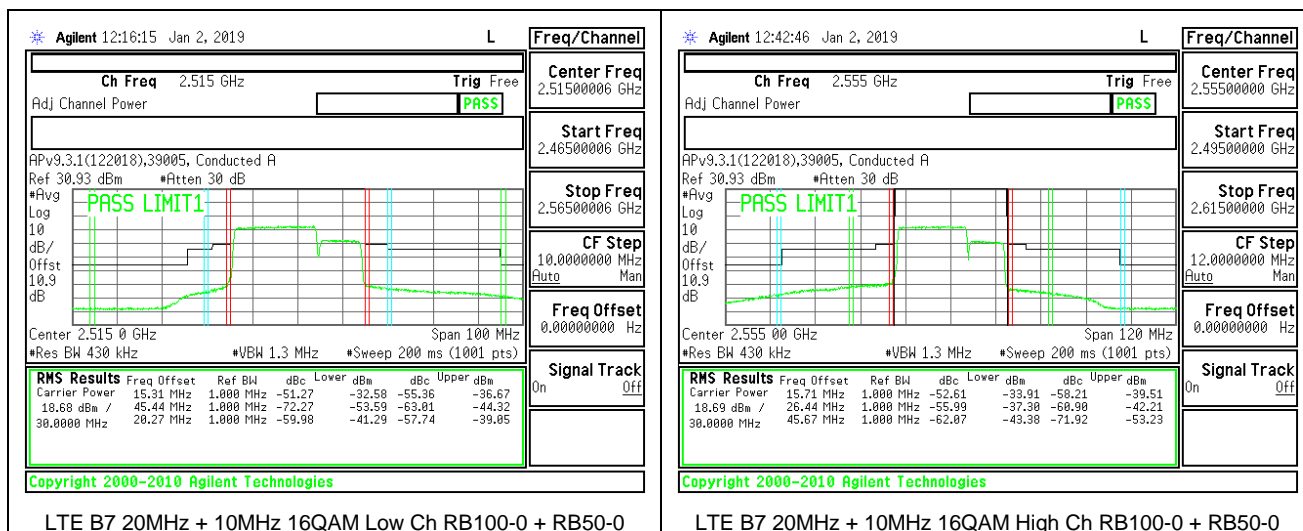 Agilent 12:16:15 Jan 2, 2019 L
Freq/Channel
Ch Freq 2.515 GHz Trig Free
Adj Channel Power
PASS
Center Freq
2.51500006 GHz
Start Freq
2.46500006 GHz
APv9.3.1(122018),39005, Conducted A
Ref 30.93 dBm #Atten 30 dB
#Avg
Log
10
dB/
Offst
10.9
dB
PASS LIMIT1
Stop Freq
2.56500006 GHz
CF Step
10.0000000 MHz
Auto Man
Freq Offset
0.00000000 Hz
Center 2.515 0 GHz Span 100 MHz
#Res BW 430 kHz #VBW 1.3 MHz #Sweep 200 ms (1001 pts)
Signal Track
On Off
RMS Results Freq Offset Ref BW dBc Lower dBm dBc Upper dBm
Carrier Power 15.31 MHz 1.000 MHz -51.27 -32.58 -55.36 -36.67
18.68 dBm / 45.44 MHz 1.000 MHz -72.27 -53.59 -63.01 -44.32
30.0000 MHz 20.27 MHz 1.000 MHz -59.98 -41.29 -57.74 -39.05
Copyright 2000-2010 Agilent Technologies
LTE B7 20MHz + 10MHz 16QAM Low Ch RB100-0 + RB50-0
Agilent 12:42:46 Jan 2, 2019 L
Freq/Channel
Ch Freq 2.555 GHz Trig Free
Adj Channel Power
PASS
Center Freq
2.55500000 GHz
Start Freq
2.49500000 GHz
APv9.3.1(122018),39005, Conducted A
Ref 30.93 dBm #Atten 30 dB
#Avg
Log
10
dB/
Offst
10.9
dB
PASS LIMIT1
Stop Freq
2.61500000 GHz
CF Step
12.0000000 MHz
Auto Man
Freq Offset
0.00000000 Hz
Center 2.555 00 GHz Span 120 MHz
#Res BW 430 kHz #VBW 1.3 MHz #Sweep 200 ms (1001 pts)
Signal Track
On Off
RMS Results Freq Offset Ref BW dBc Lower dBm dBc Upper dBm
Carrier Power 15.71 MHz 1.000 MHz -52.61 -33.91 -58.21 -39.51
18.69 dBm / 26.44 MHz 1.000 MHz -55.99 -37.30 -60.90 -42.21
30.0000 MHz 45.67 MHz 1.000 MHz -62.07 -43.38 -71.92 -53.23
Copyright 2000-2010 Agilent Technologies
LTE B7 20MHz + 10MHz 16QAM High Ch RB100-0 + RB50-0